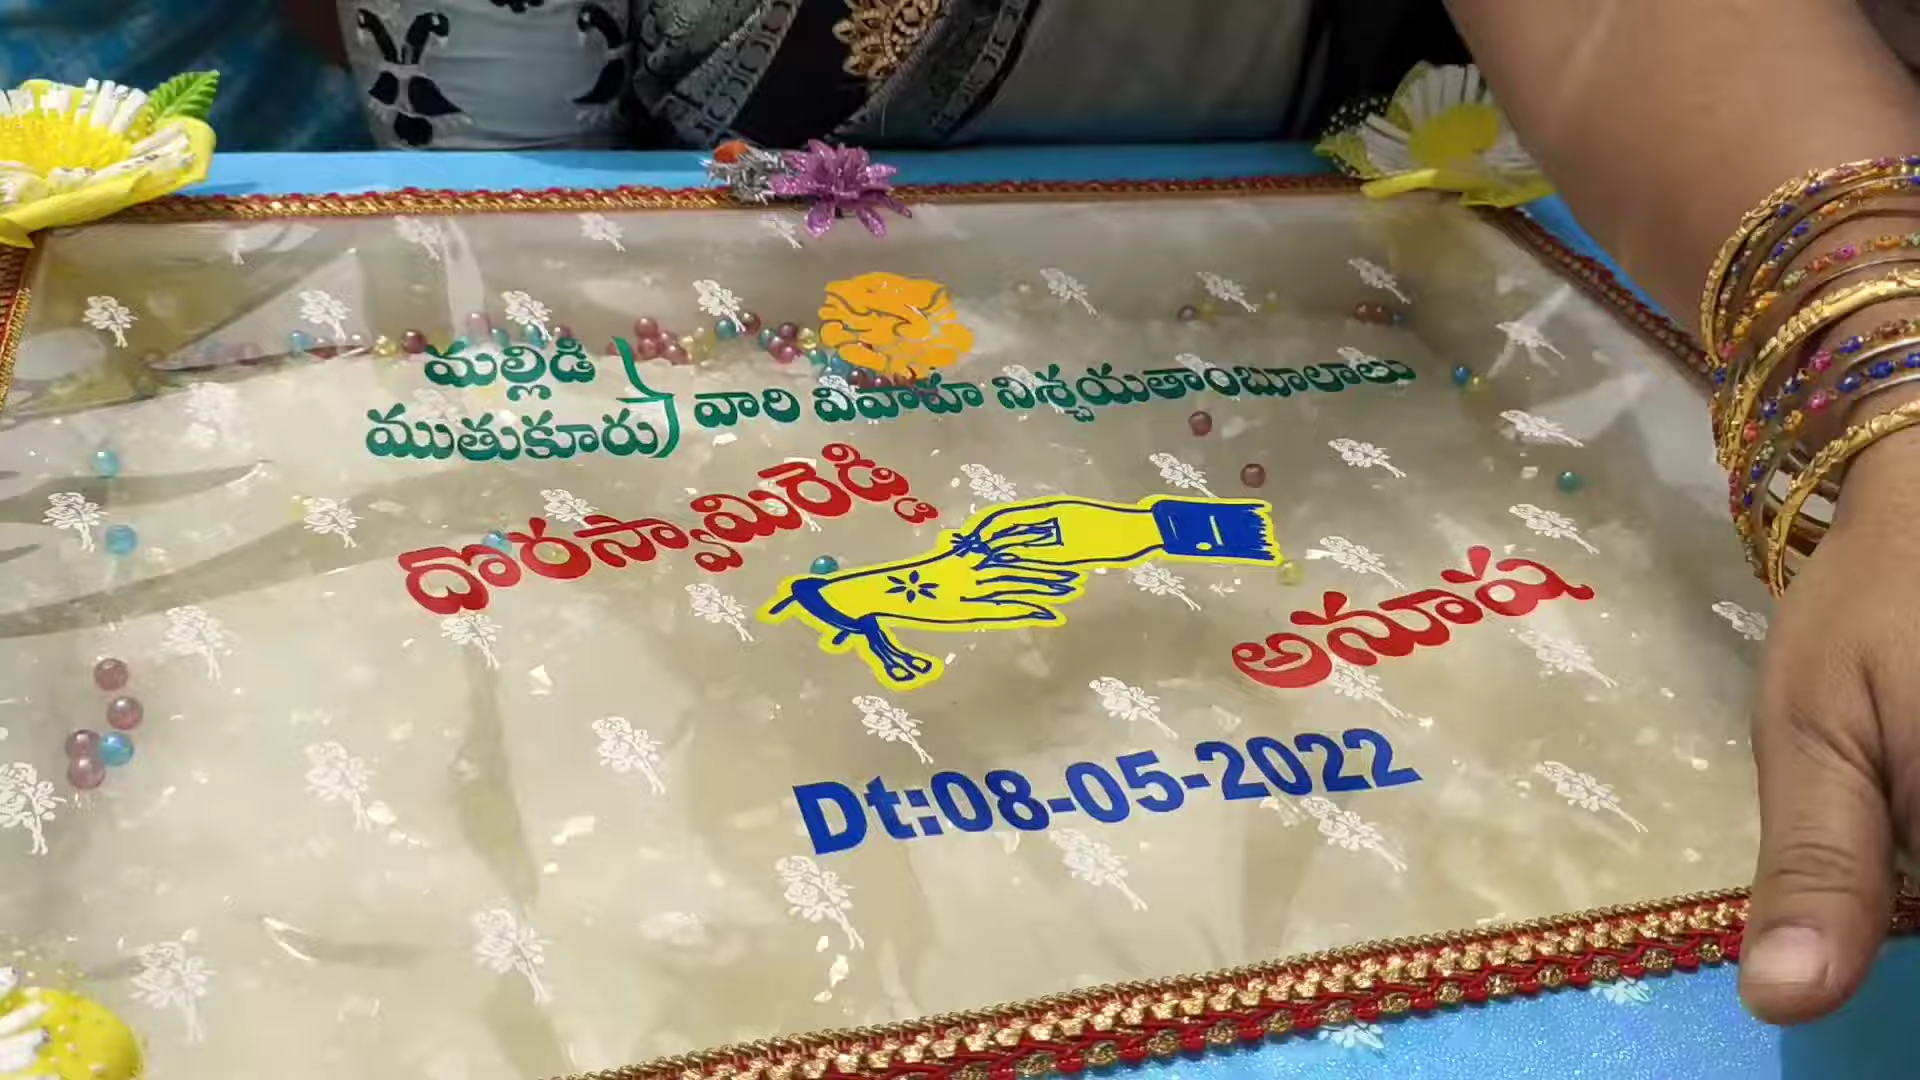 మల్లిడి
ముతుకూరు
వారి వివాహ నిశ్చయతాంబూలాలు
దొరస్వామిరెడ్డి
అనూష
Dt:08-05-2022